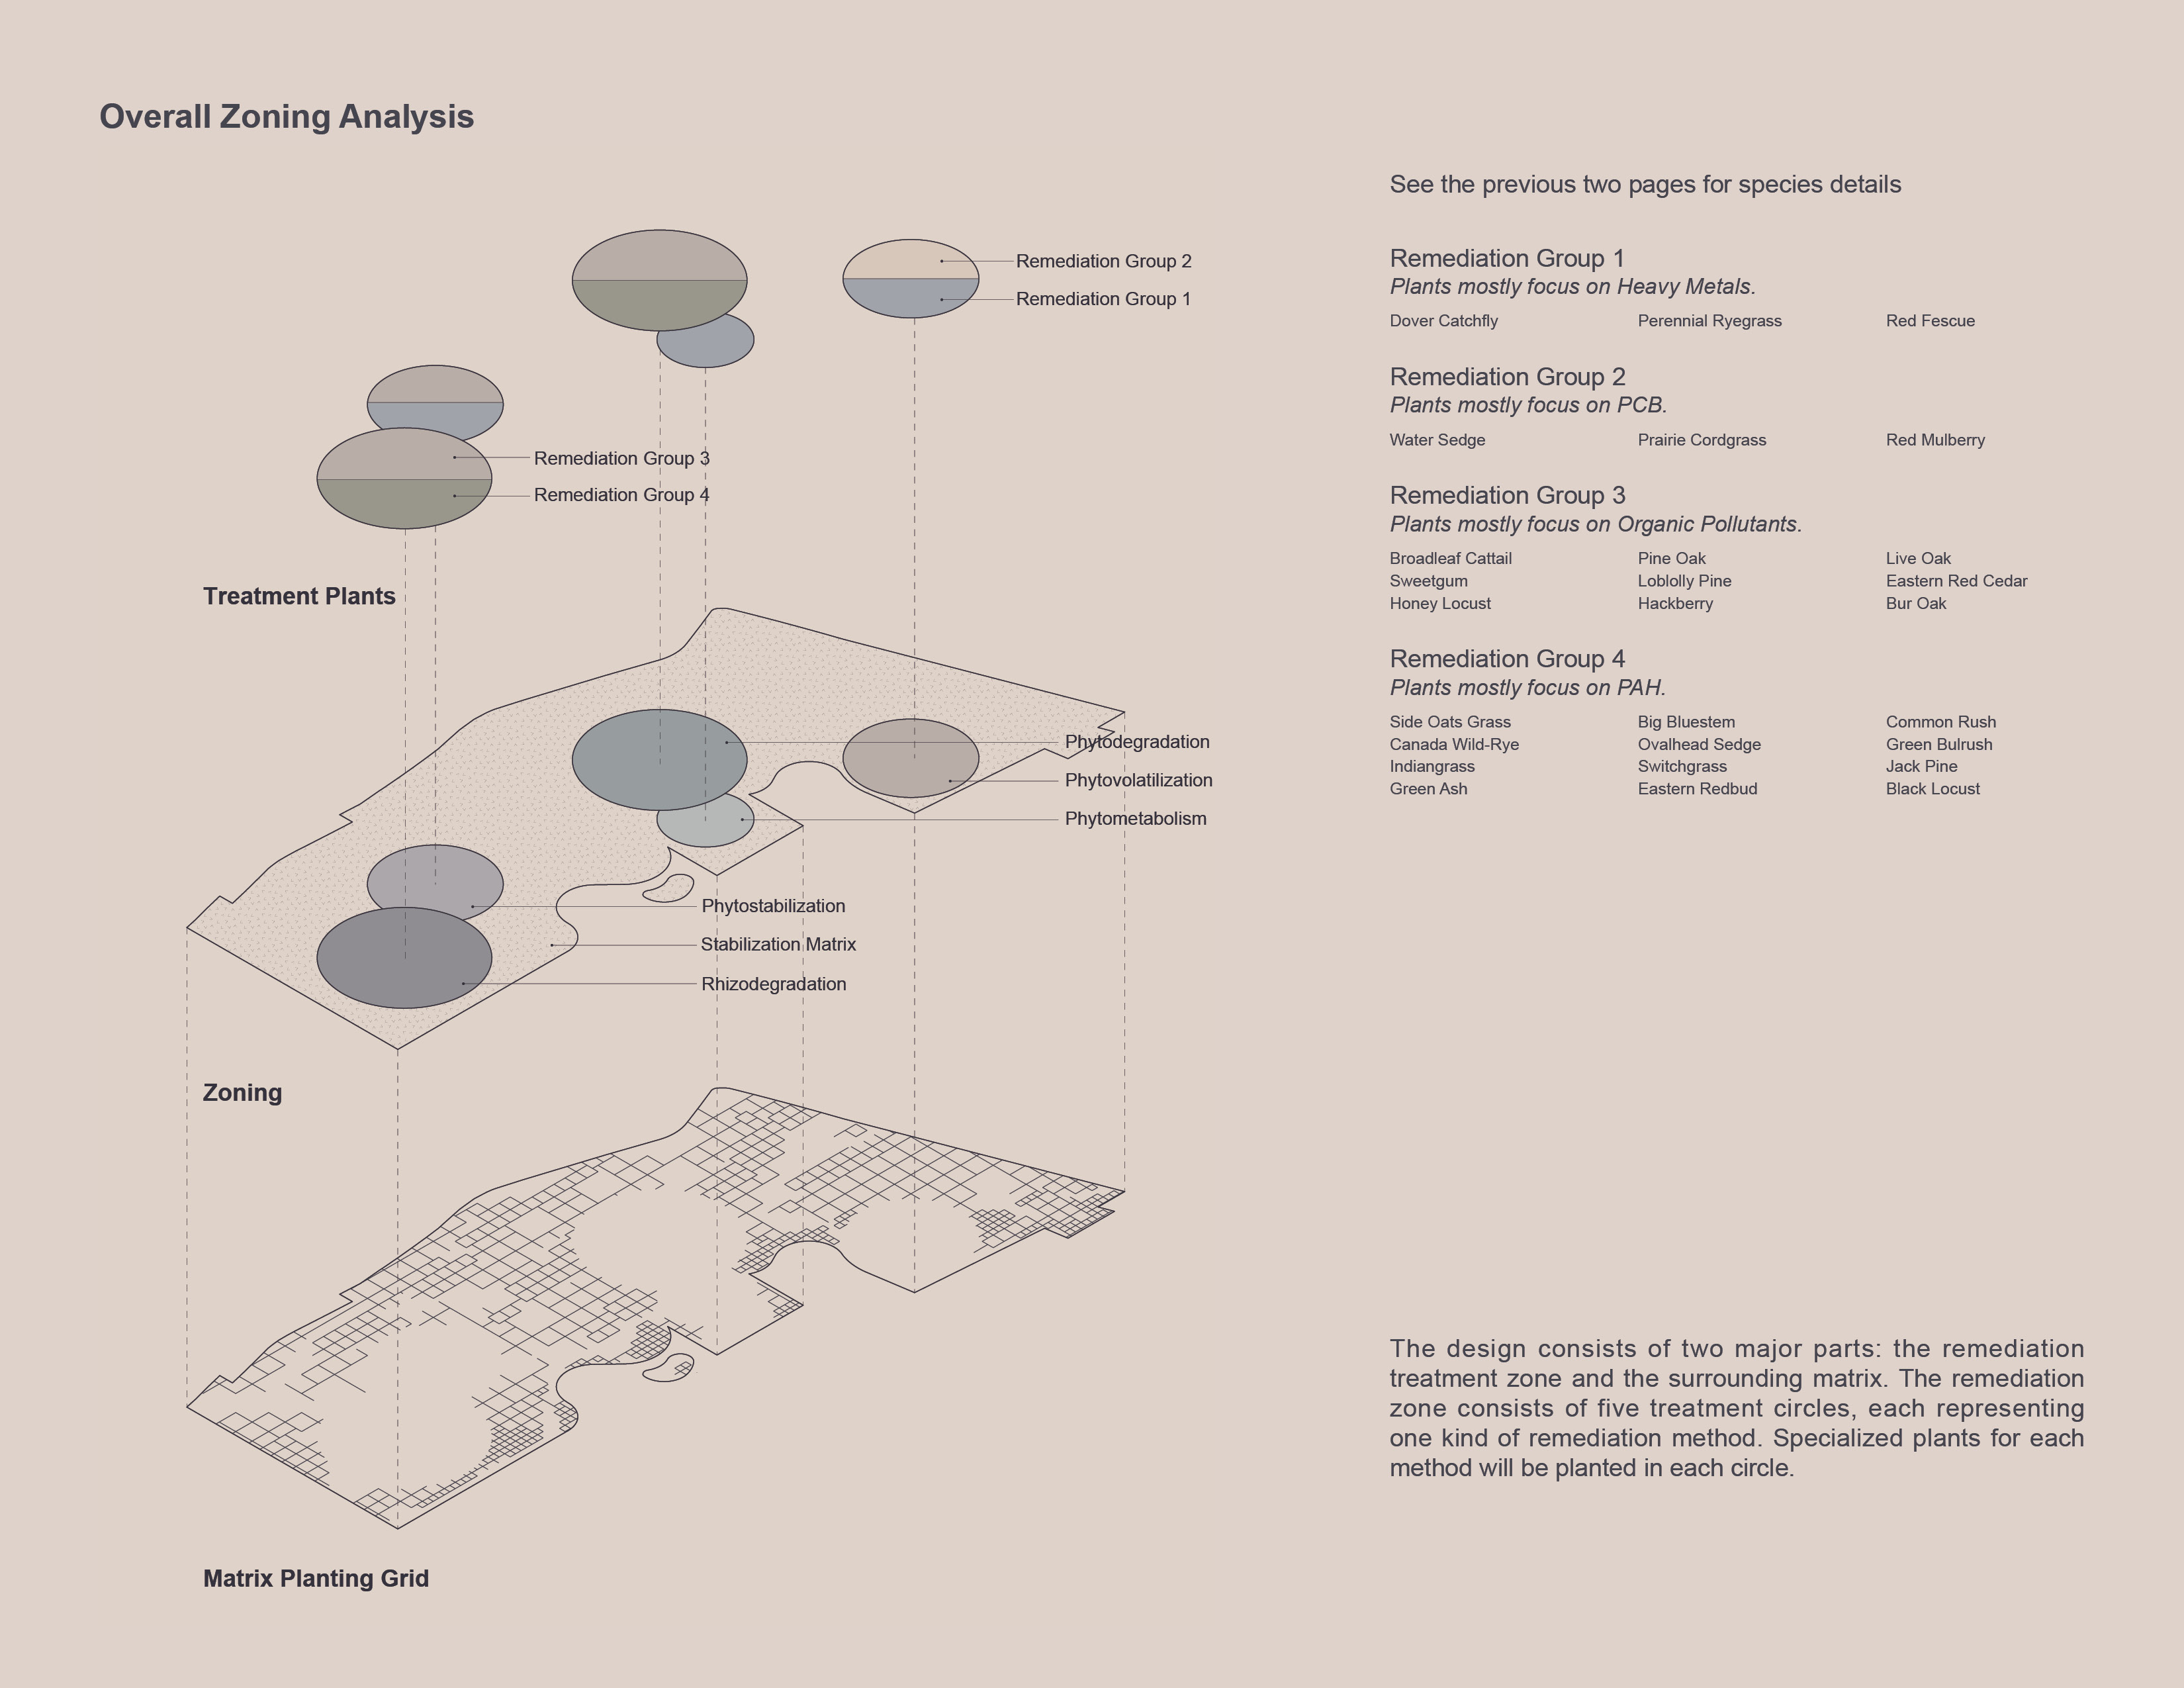 Overall Zoning Analysis
Remediation Group 2
Remediation Group 1
Remediation Group 3
Remediation Group 4
Treatment Plants
Phytodegradation
Phytovolatilization
Phytometabolism
Phytostabilization
Stabilization Matrix
Rhizodegradation
Zoning
Matrix Planting Grid
See the previous two pages for species details
Remediation Group 1
Plants mostly focus on Heavy Metals.
Dover Catchfly Perennial Ryegrass Red Fescue
Remediation Group 2
Plants mostly focus on PCB.
Water Sedge Prairie Cordgrass Red Mulberry
Remediation Group 3
Plants mostly focus on Organic Pollutants.
Broadleaf Cattail Pine Oak Live Oak
Sweetgum Loblolly Pine Eastern Red Cedar
Honey Locust Hackberry Bur Oak
Remediation Group 4
Plants mostly focus on PAH.
Side Oats Grass Big Bluestem Common Rush
Canada Wild-Rye Ovalhead Sedge Green Bulrush
Indiangrass Switchgrass Jack Pine
Green Ash Eastern Redbud Black Locust
The design consists of two major parts: the remediation
treatment zone and the surrounding matrix. The remediation
zone consists of five treatment circles, each representing
one kind of remediation method. Specialized plants for each
method will be planted in each circle.